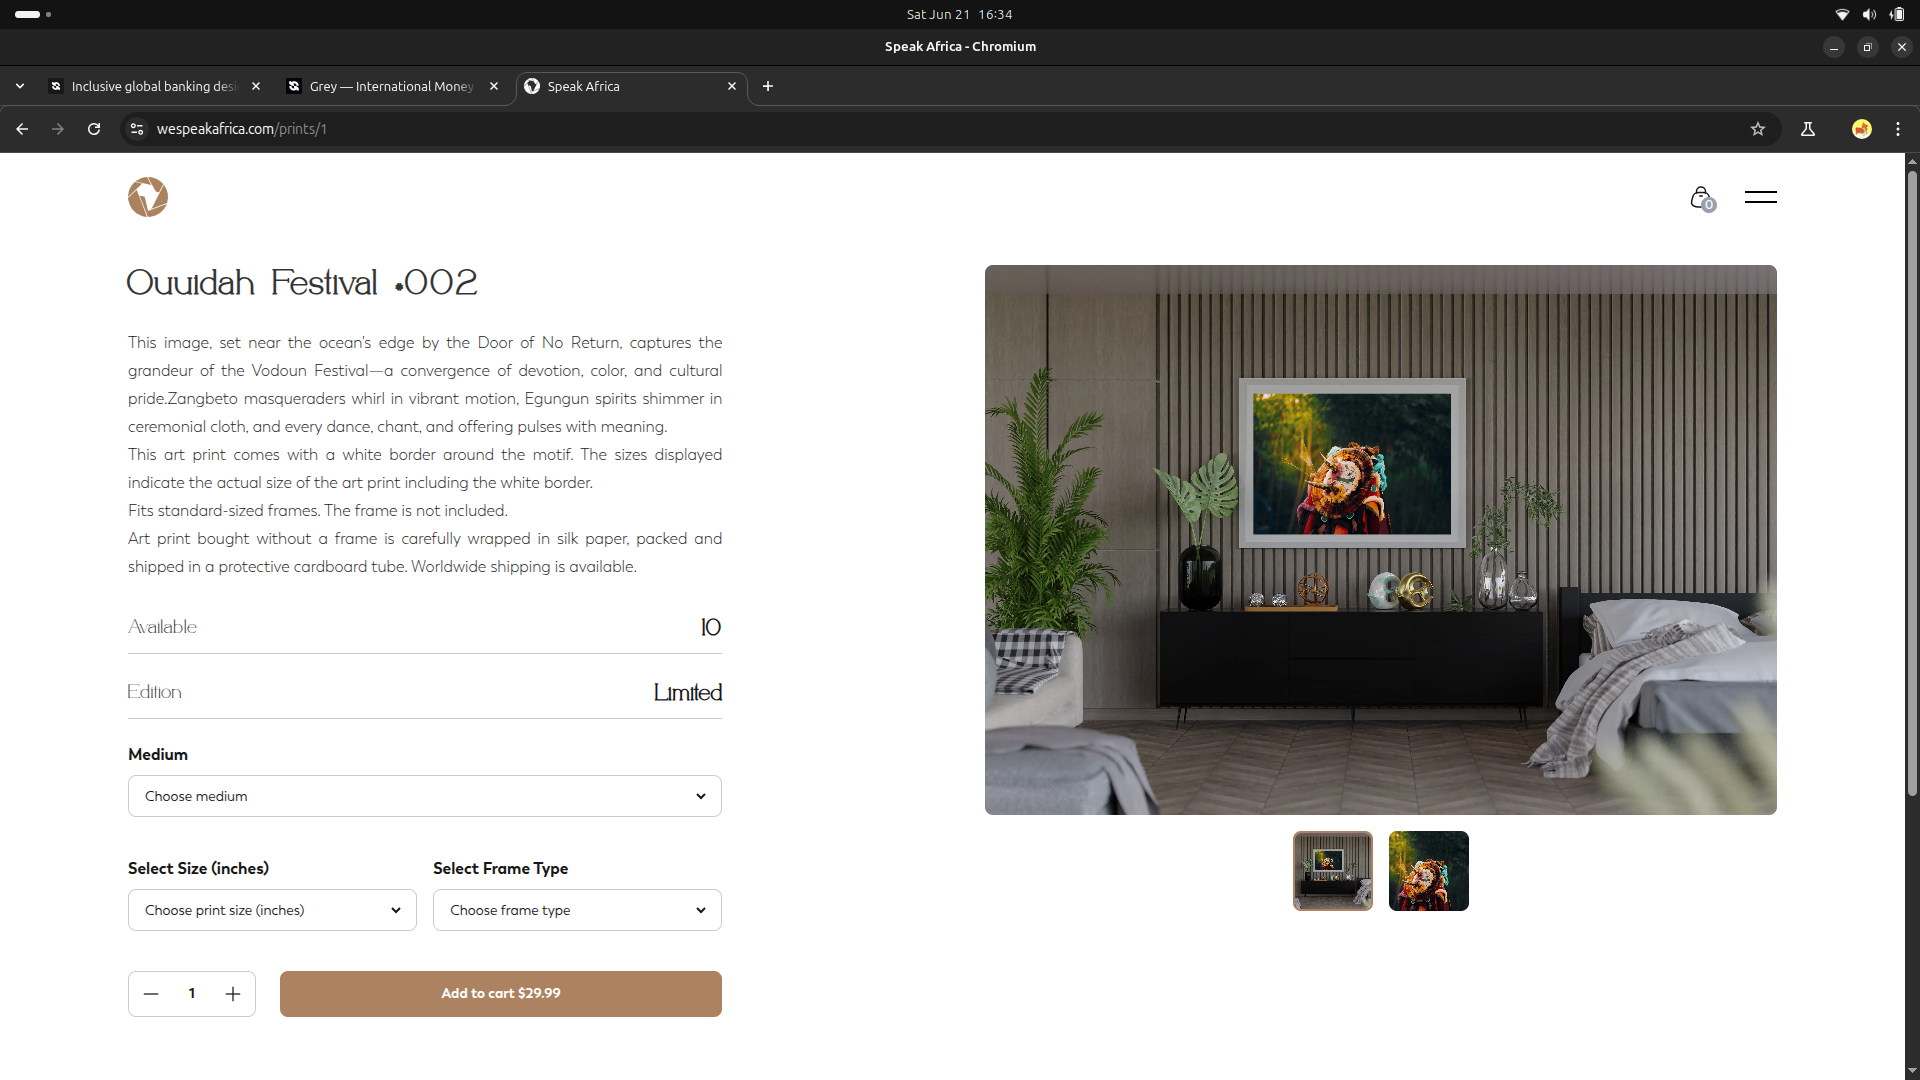 Sat Jun 21 16:34
Speak Africa - Chromium
Inclusive global banking desi
Grey — International Money
Speak Africa
wespeakafrica.com/prints/1
0
Ouuidah Festival •002
This image, set near the ocean's edge by the Door of No Return, captures the
grandeur of the Vodoun Festival—a convergence of devotion, color, and cultural
pride.Zangbeto masqueraders whirl in vibrant motion, Egungun spirits shimmer in
ceremonial cloth, and every dance, chant, and offering pulses with meaning.
This art print comes with a white border around the motif. The sizes displayed
indicate the actual size of the art print including the white border.
Fits standard-sized frames. The frame is not included.
Art print bought without a frame is carefully wrapped in silk paper, packed and
shipped in a protective cardboard tube. Worldwide shipping is available.
Available 10
Edition Limited
Medium
Choose medium
Select Size (inches) Select Frame Type
Choose print size (inches) Choose frame type
1 Add to cart $29.99